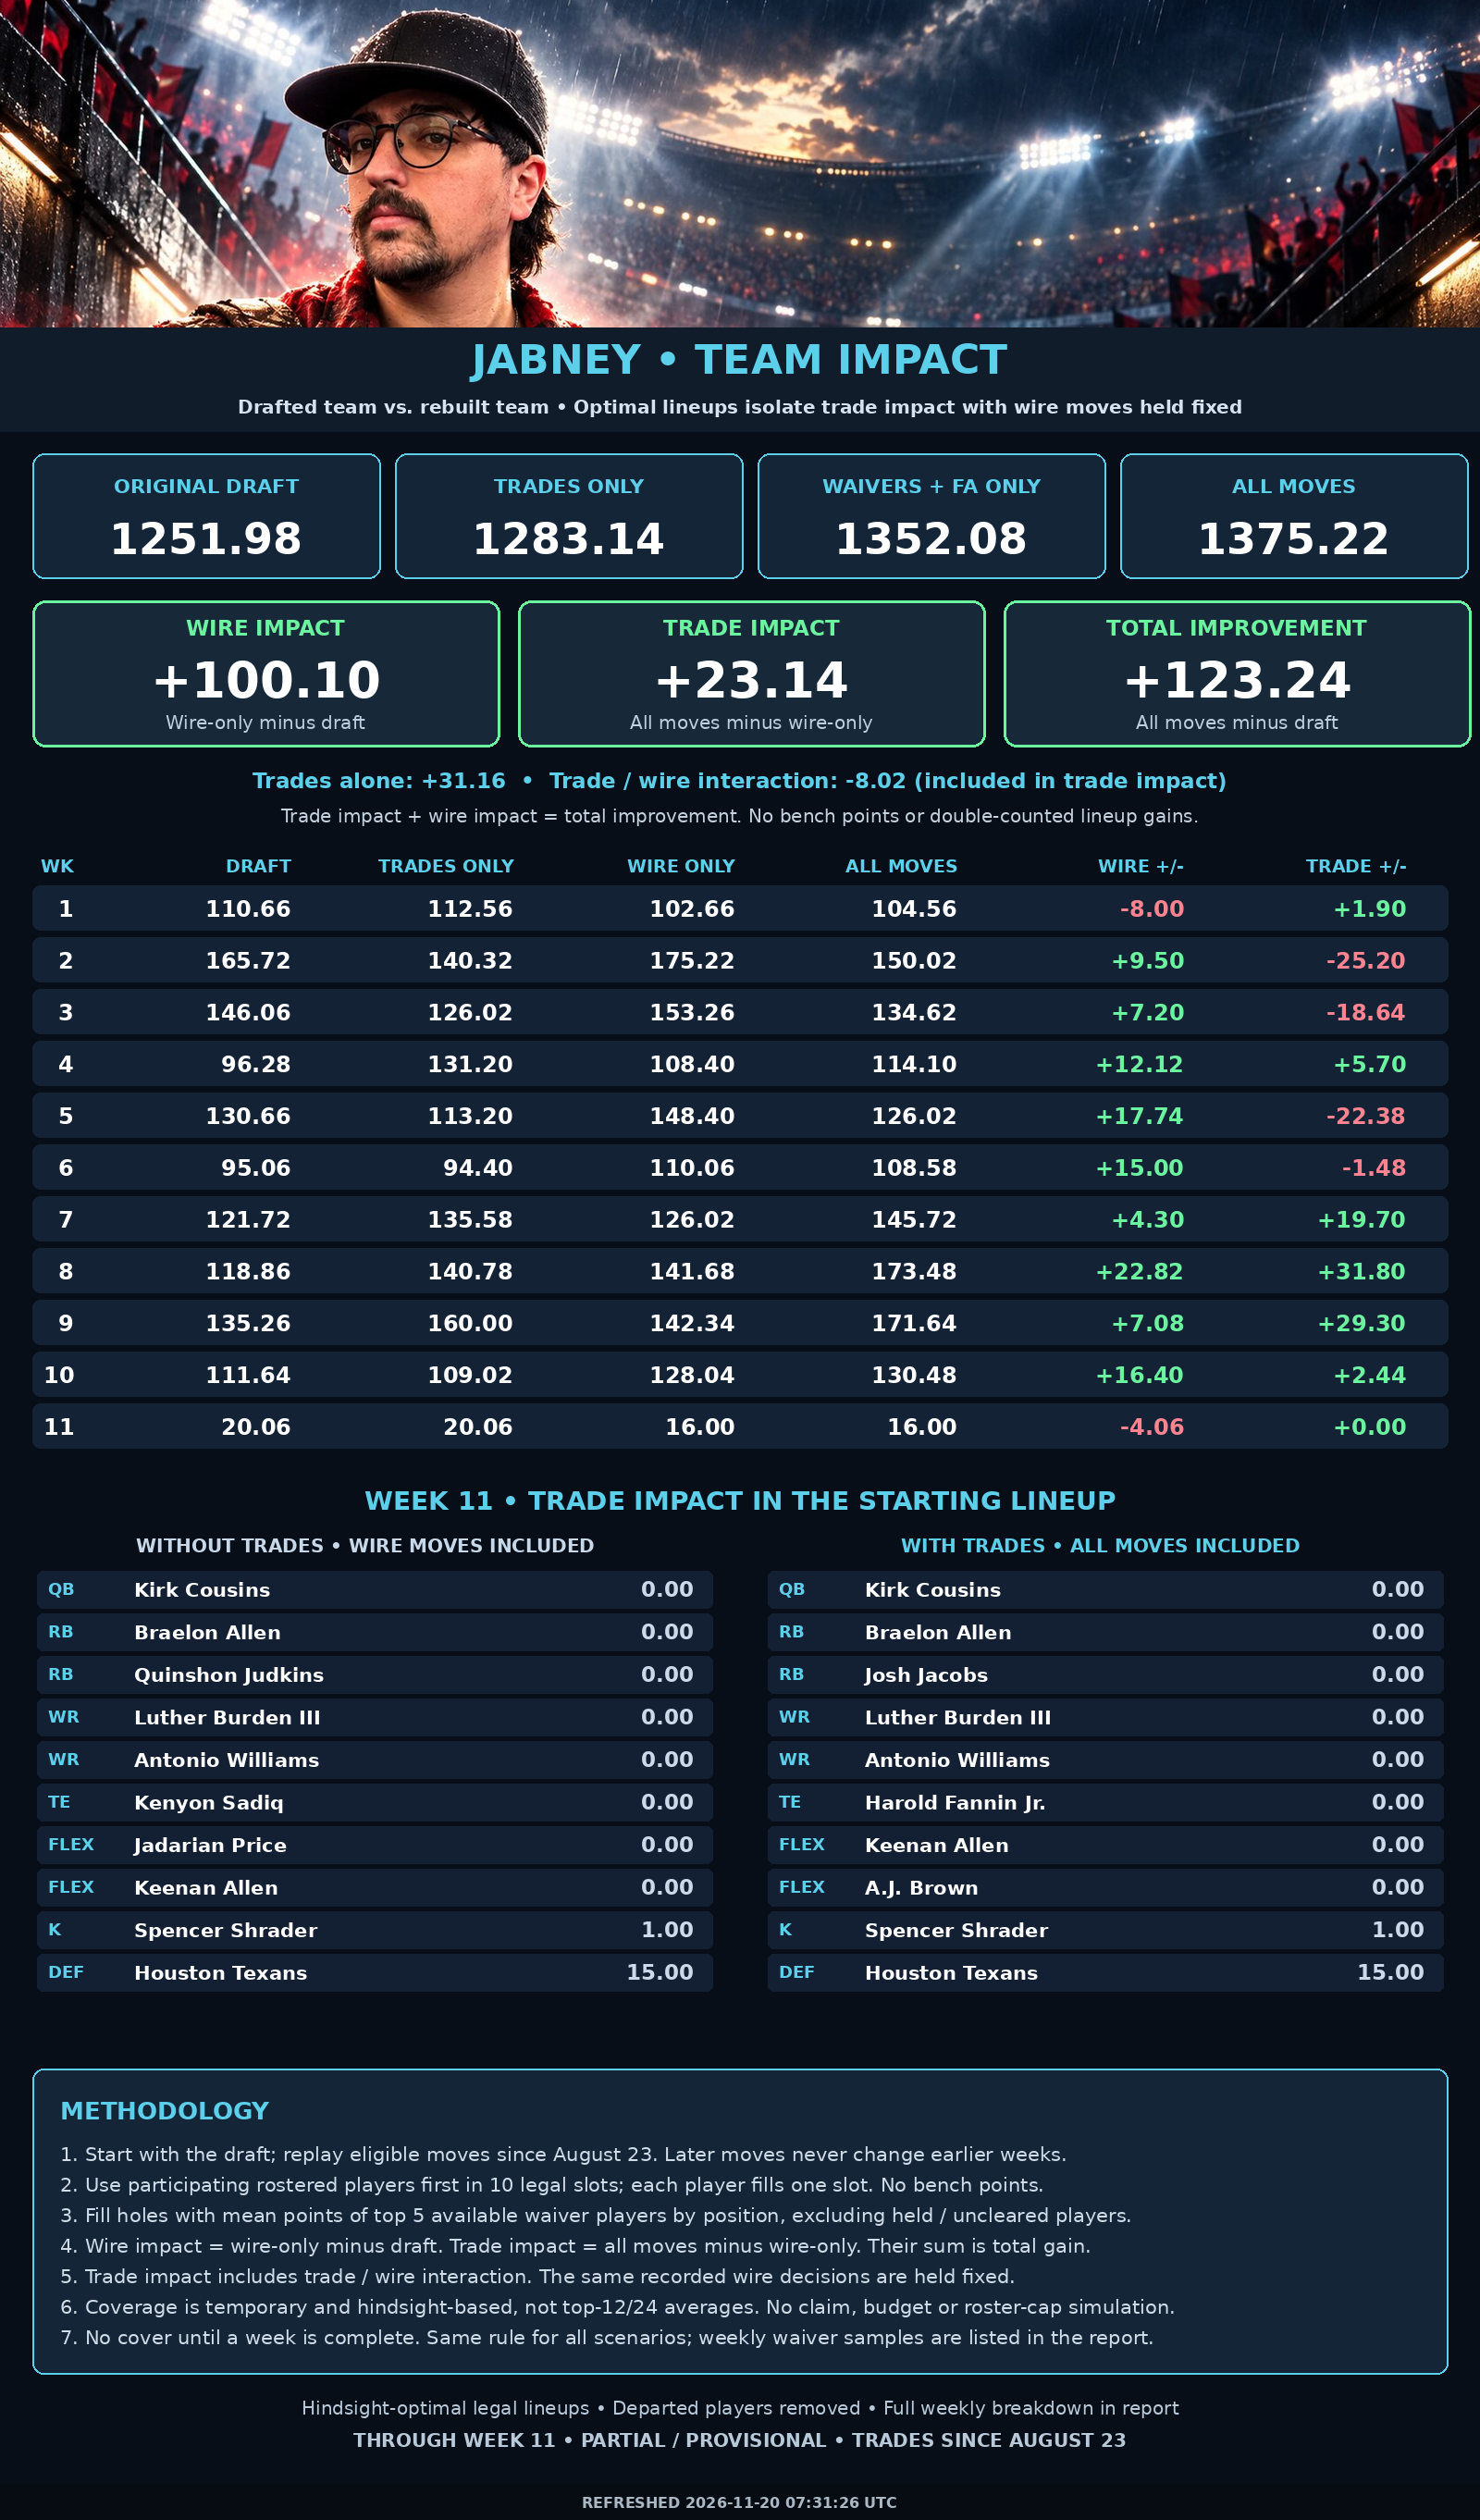 JABNEY • TEAM IMPACT
Drafted team vs. rebuilt team • Optimal lineups isolate trade impact with wire moves held fixed
ORIGINAL DRAFT TRADES ONLY WAIVERS + FA ONLY ALL MOVES
1251.98 1283.14 1352.08 1375.22
WIRE IMPACT TRADE IMPACT TOTAL IMPROVEMENT
+100.10 +23.14 +123.24
Wire-only minus draft All moves minus wire-only All moves minus draft
Trades alone: +31.16 • Trade / wire interaction: -8.02 (included in trade impact)
Trade impact + wire impact = total improvement. No bench points or double-counted lineup gains.
WK DRAFT TRADES ONLY WIRE ONLY ALL MOVES WIRE +/- TRADE +/-
1 110.66 112.56 102.66 104.56 -8.00 +1.90
2 165.72 140.32 175.22 150.02 +9.50 -25.20
3 146.06 126.02 153.26 134.62 +7.20 -18.64
4 96.28 131.20 108.40 114.10 +12.12 +5.70
5 130.66 113.20 148.40 126.02 +17.74 -22.38
6 95.06 94.40 110.06 108.58 +15.00 -1.48
7 121.72 135.58 126.02 145.72 +4.30 +19.70
8 118.86 140.78 141.68 173.48 +22.82 +31.80
9 135.26 160.00 142.34 171.64 +7.08 +29.30
10 111.64 109.02 128.04 130.48 +16.40 +2.44
11 20.06 20.06 16.00 16.00 -4.06 +0.00
WEEK 11 • TRADE IMPACT IN THE STARTING LINEUP
WITHOUT TRADES • WIRE MOVES INCLUDED WITH TRADES • ALL MOVES INCLUDED
QB Kirk Cousins 0.00 QB Kirk Cousins 0.00
RB Braelon Allen 0.00 RB Braelon Allen 0.00
RB Quinshon Judkins 0.00 RB Josh Jacobs 0.00
WR Luther Burden III 0.00 WR Luther Burden III 0.00
WR Antonio Williams 0.00 WR Antonio Williams 0.00
TE Kenyon Sadiq 0.00 TE Harold Fannin Jr. 0.00
FLEX Jadarian Price 0.00 FLEX Keenan Allen 0.00
FLEX Keenan Allen 0.00 FLEX A.J. Brown 0.00
K Spencer Shrader 1.00 K Spencer Shrader 1.00
DEF Houston Texans 15.00 DEF Houston Texans 15.00
METHODOLOGY
1. Start with the draft; replay eligible moves since August 23. Later moves never change earlier weeks.
2. Use participating rostered players first in 10 legal slots; each player fills one slot. No bench points.
3. Fill holes with mean points of top 5 available waiver players by position, excluding held / uncleared players.
4. Wire impact = wire-only minus draft. Trade impact = all moves minus wire-only. Their sum is total gain.
5. Trade impact includes trade / wire interaction. The same recorded wire decisions are held fixed.
6. Coverage is temporary and hindsight-based, not top-12/24 averages. No claim, budget or roster-cap simulation.
7. No cover until a week is complete. Same rule for all scenarios; weekly waiver samples are listed in the report.
Hindsight-optimal legal lineups • Departed players removed • Full weekly breakdown in report
THROUGH WEEK 11 • PARTIAL / PROVISIONAL • TRADES SINCE AUGUST 23
REFRESHED 2026-11-20 07:31:26 UTC